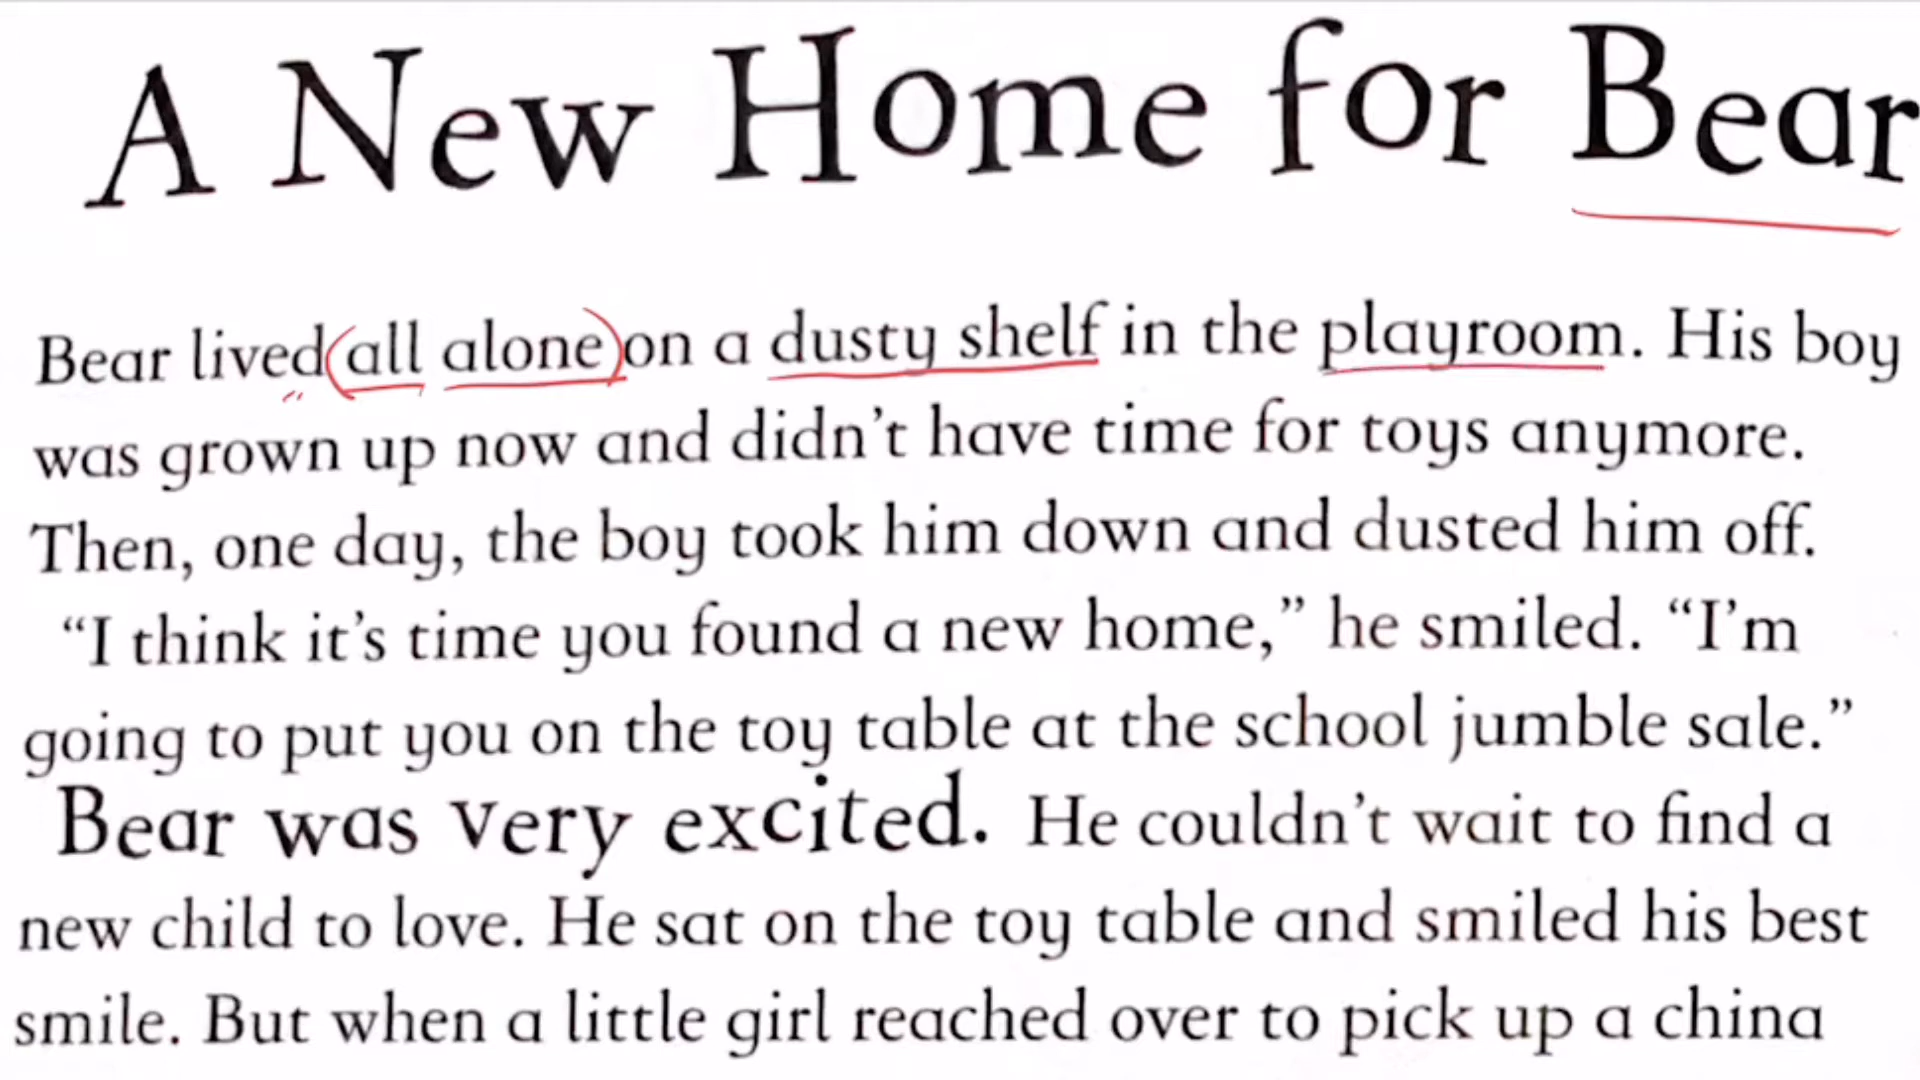 A New Home for Bear
Bear lived all alone on a dusty shelf in the playroom. His boy
was grown up now and didn't have time for toys anymore.
Then, one day, the boy took him down and dusted him off.
“I think it's time you found a new home,” he smiled. “I'm
going to put you on the toy table at the school jumble sale.”
Bear was very excited. He couldn't wait to find a
new child to love. He sat on the toy table and smiled his best
smile. But when a little girl reached over to pick up a china